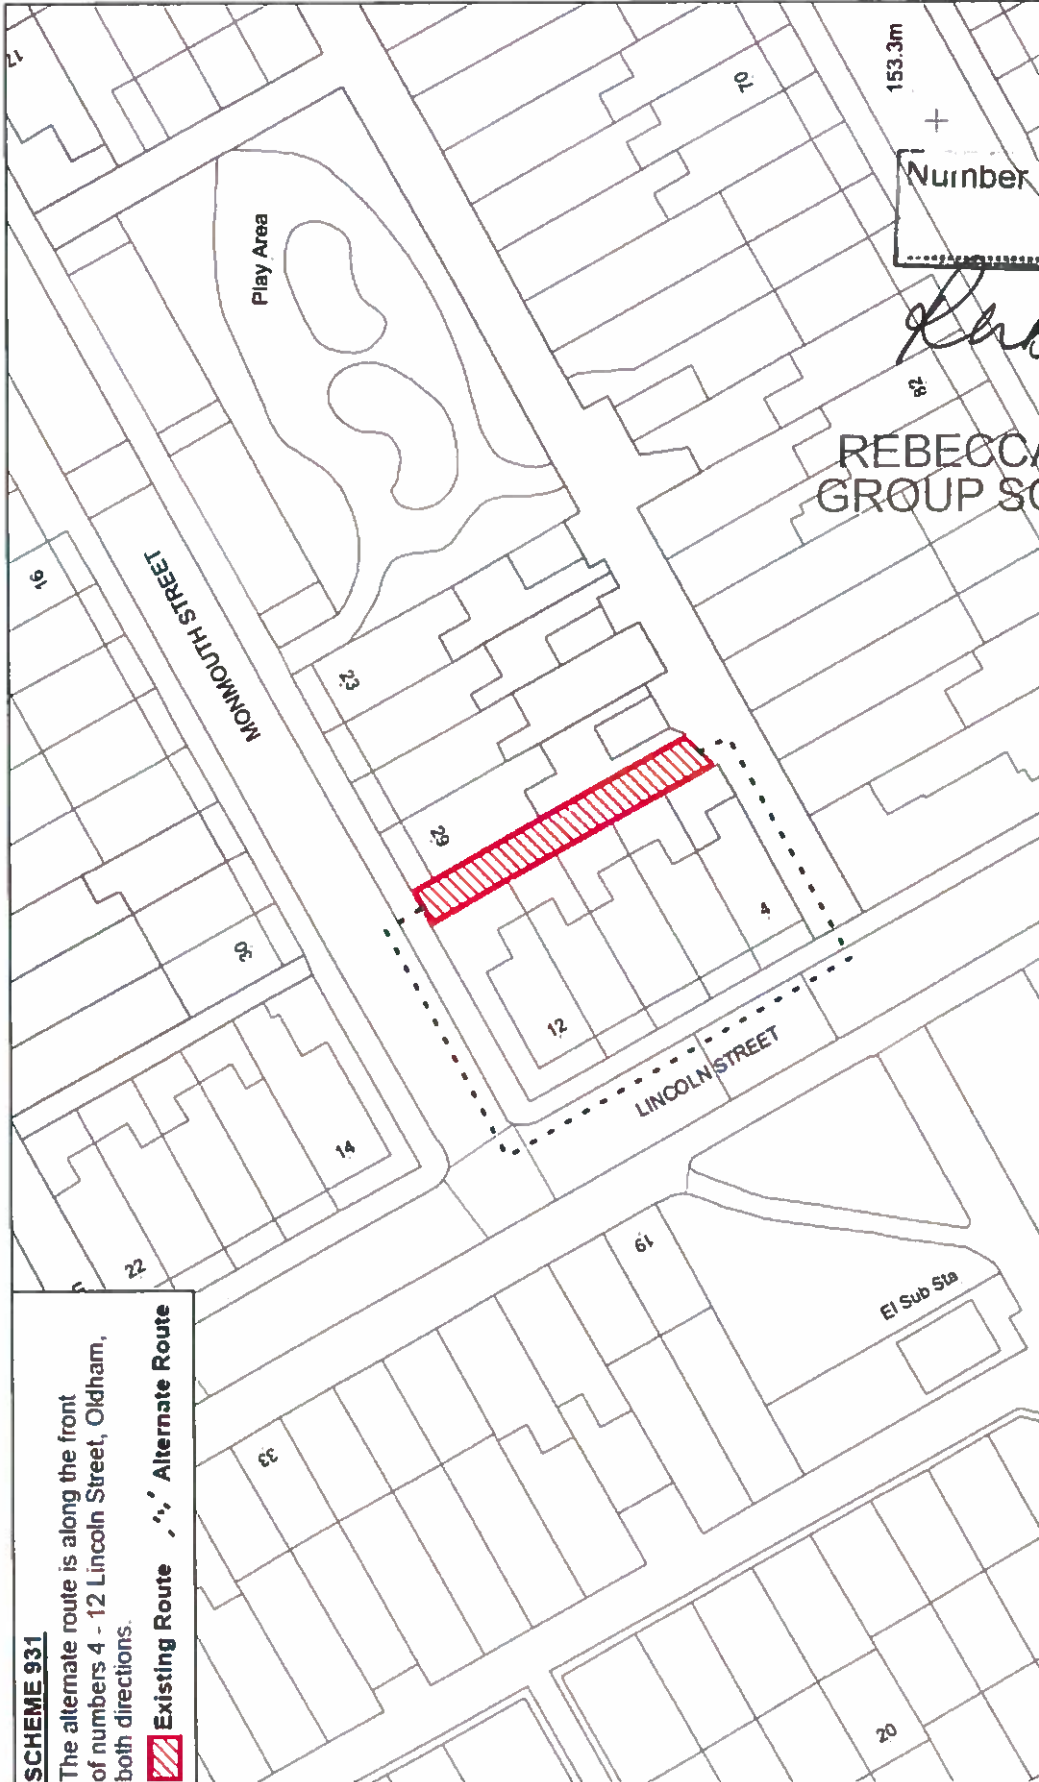 SCHEME 931
The alternate route is along the front
of numbers 4 - 12 Lincoln Street, Oldham,
both directions.
Existing Route
Alternate Route
MONMOUTH STREET
LINCOLN STREET
Play Area
El Sub Sta
153.3m
Number
REBECCA
GROUP SO
12
16
70
82
23
29
30
4
12
14
22
19
33
20